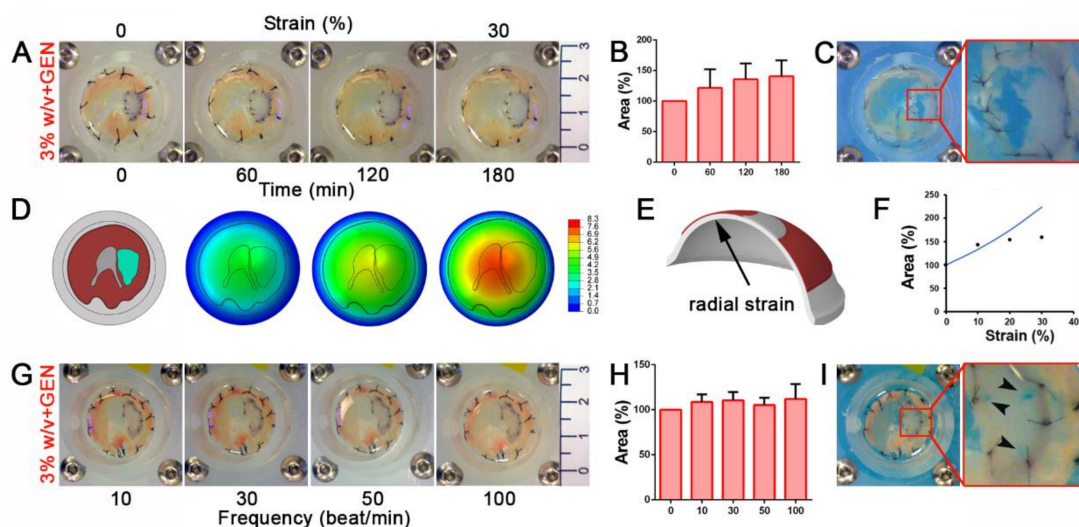 A
3% w/v+GEN
Strain (%)
0 30
3
2
1
0
0 60 120 180
Time (min)
B
Area (%)
200
150
100
50
0
0 60 120 180
C
D
8.3
7.6
6.9
6.2
5.6
4.9
4.2
3.5
2.8
2.1
1.4
0.7
0.0
E
radial strain
F
Area (%)
250
200
150
100
50
0 10 20 30 40
Strain (%)
G
3% w/v+GEN
3
2
1
0
10 30 50 100
Frequency (beat/min)
H
Area (%)
200
150
100
50
0
0 10 30 50 100
I